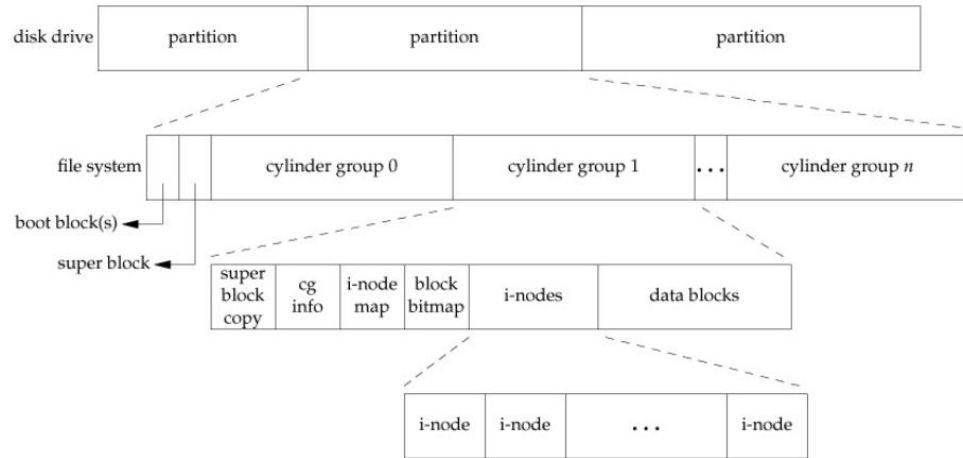 disk drive partition partition partition
file system cylinder group 0 cylinder group 1 ... cylinder group n
boot block(s)
super block
super block copy
cg info
i-node map
block bitmap
i-nodes
data blocks
i-node i-node ... i-node